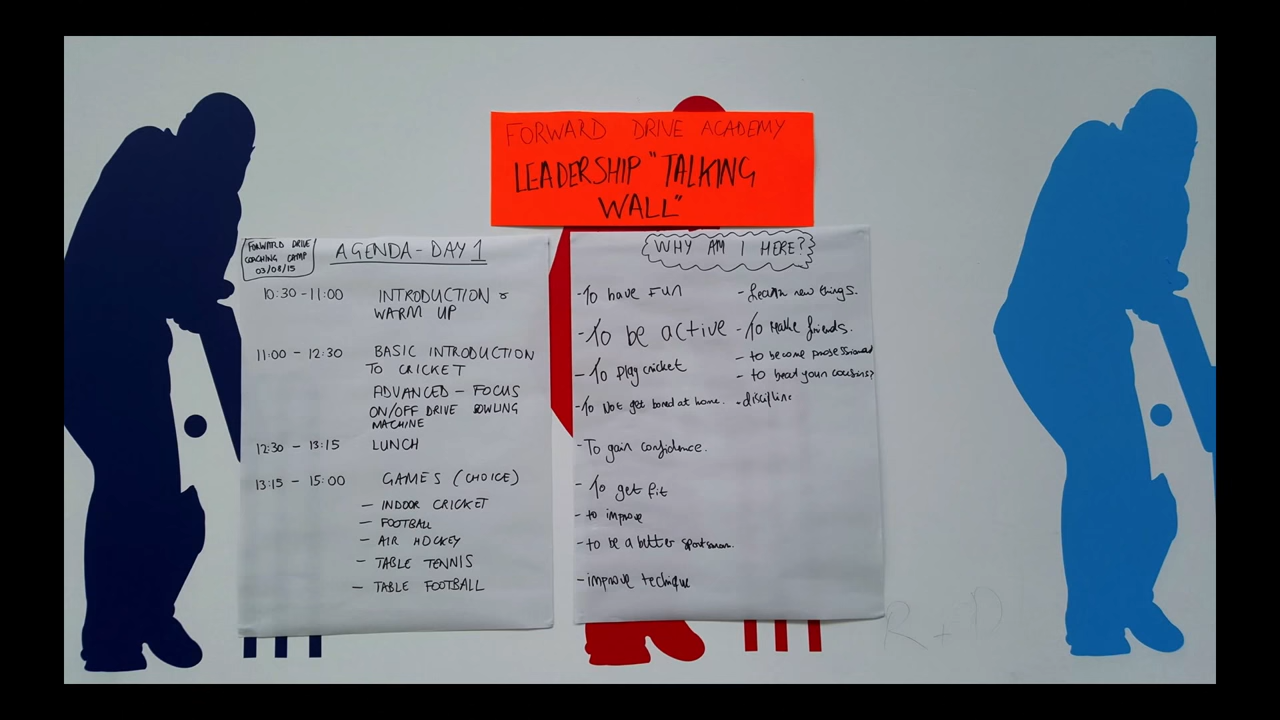 FORWARD DRIVE ACADEMY
LEADERSHIP "TALKING
WALL"
FORWARD DRIVE
COACHING CAMP
03/08/15
AGENDA - DAY 1
10:30 - 11:00 INTRODUCTION &
WARM UP
11:00 - 12:30 BASIC INTRODUCTION
TO CRICKET
ADVANCED - FOCUS
ON/OFF DRIVE BOWLING
MACHINE
12:30 - 13:15 LUNCH
13:15 - 15:00 GAMES (CHOICE)
- INDOOR CRICKET
- FOOTBALL
- AIR HOCKEY
- TABLE TENNIS
- TABLE FOOTBALL
WHY AM I HERE?
- To have FUN
- To be active
- To Play cricket
- To Not get bored at home.
- To gain confidence.
- To get fit
- to improve
- to be a better sportsman.
- improve techique
- Learn new things.
- To Make friends.
- to become prosessional
- to beat your cousins?
- discipline
R + D